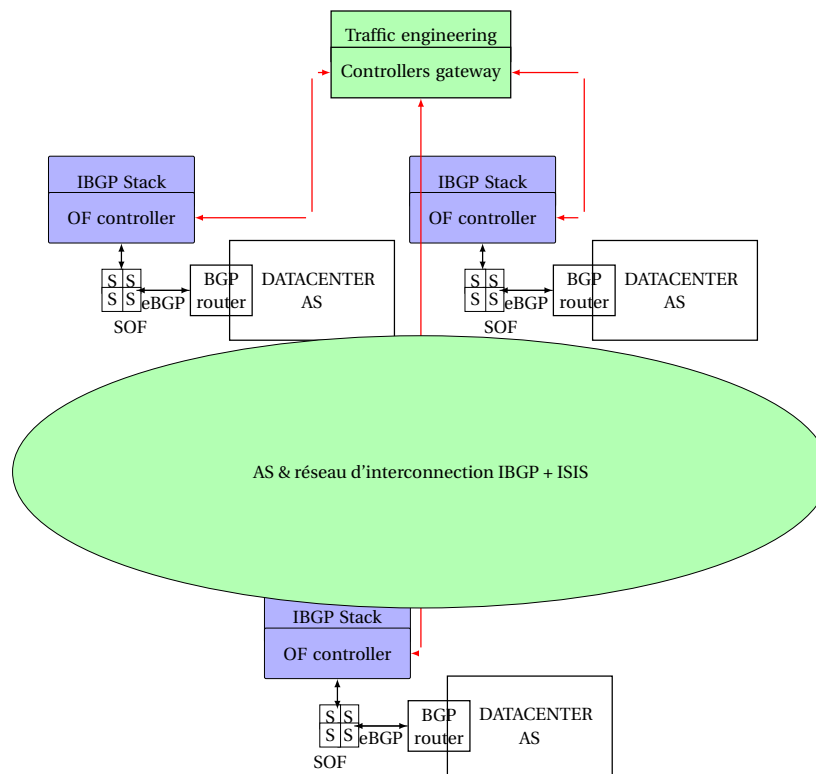 Traffic engineering
Controllers gateway
IBGP Stack
OF controller
IBGP Stack
OF controller
S S
S S
eBGP
SOF
BGP
router
DATACENTER
AS
S S
S S
eBGP
SOF
BGP
router
DATACENTER
AS
AS & réseau d'interconnection IBGP + ISIS
IBGP Stack
OF controller
S S
S S
eBGP
SOF
BGP
router
DATACENTER
AS